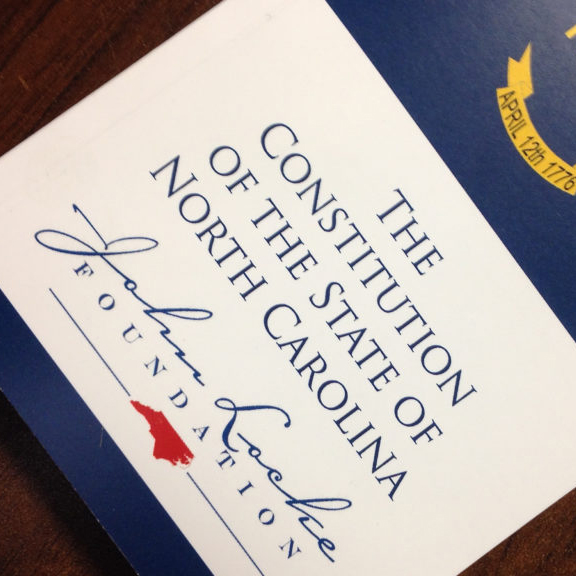 APRIL 12th 1776
THE
CONSTITUTION
OF THE STATE OF
NORTH CAROLINA
John Locke
FOUNDATION